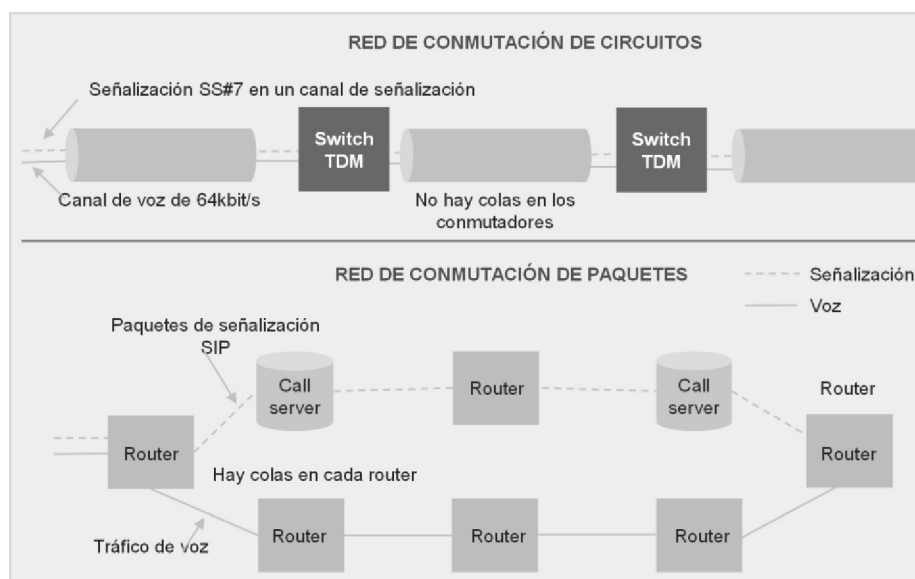 RED DE CONMUTACIÓN DE CIRCUITOS
Señalización SS#7 en un canal de señalización
Switch
TDM
Switch
TDM
Canal de voz de 64kbit/s
No hay colas en los
conmutadores
RED DE CONMUTACIÓN DE PAQUETES
Señalización
Voz
Paquetes de señalización
SIP
Call
server
Router
Call
server
Router
Router
Router
Hay colas en cada router
Tráfico de voz
Router
Router
Router